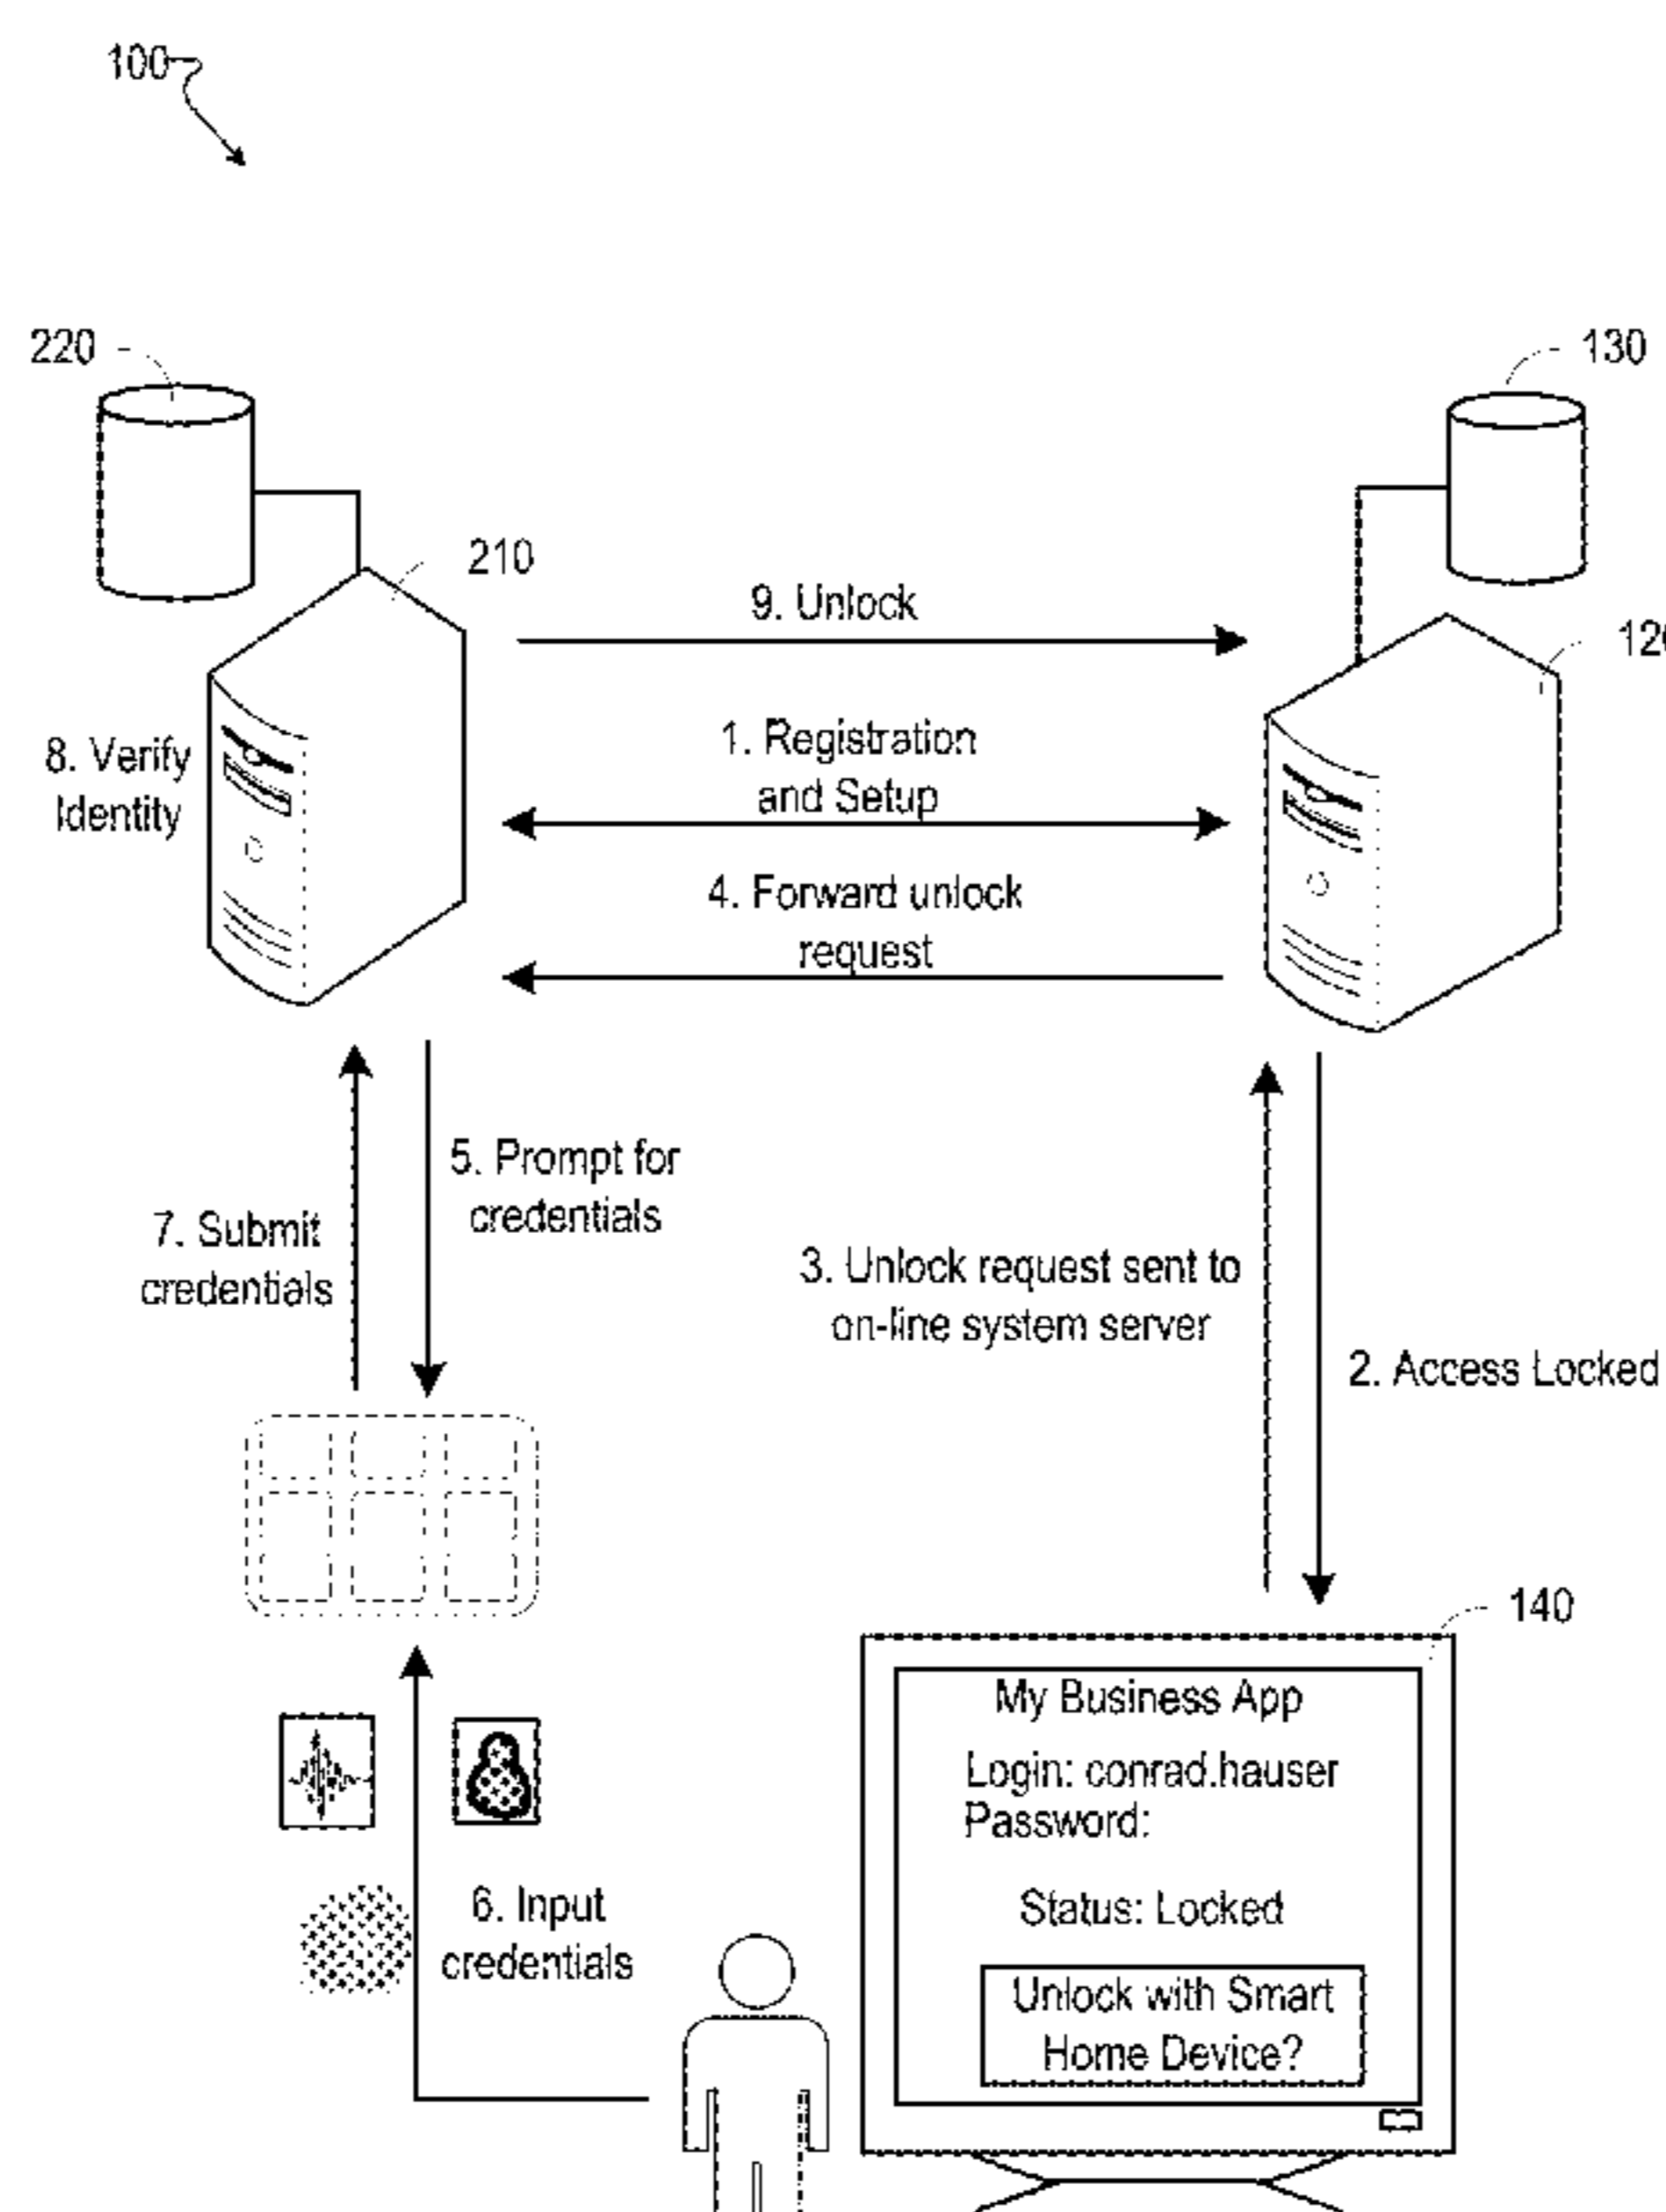 100
220
130
210
9. Unlock
8. Verify
Identity
1. Registration
and Setup
4. Forward unlock
request
5. Prompt for
credentials
7. Submit
credentials
3. Unlock request sent to
on-line system server
2. Access Locked
140
My Business App
Login: conrad.hauser
Password:
Status: Locked
6. Input
credentials
Unlock with Smart
Home Device?